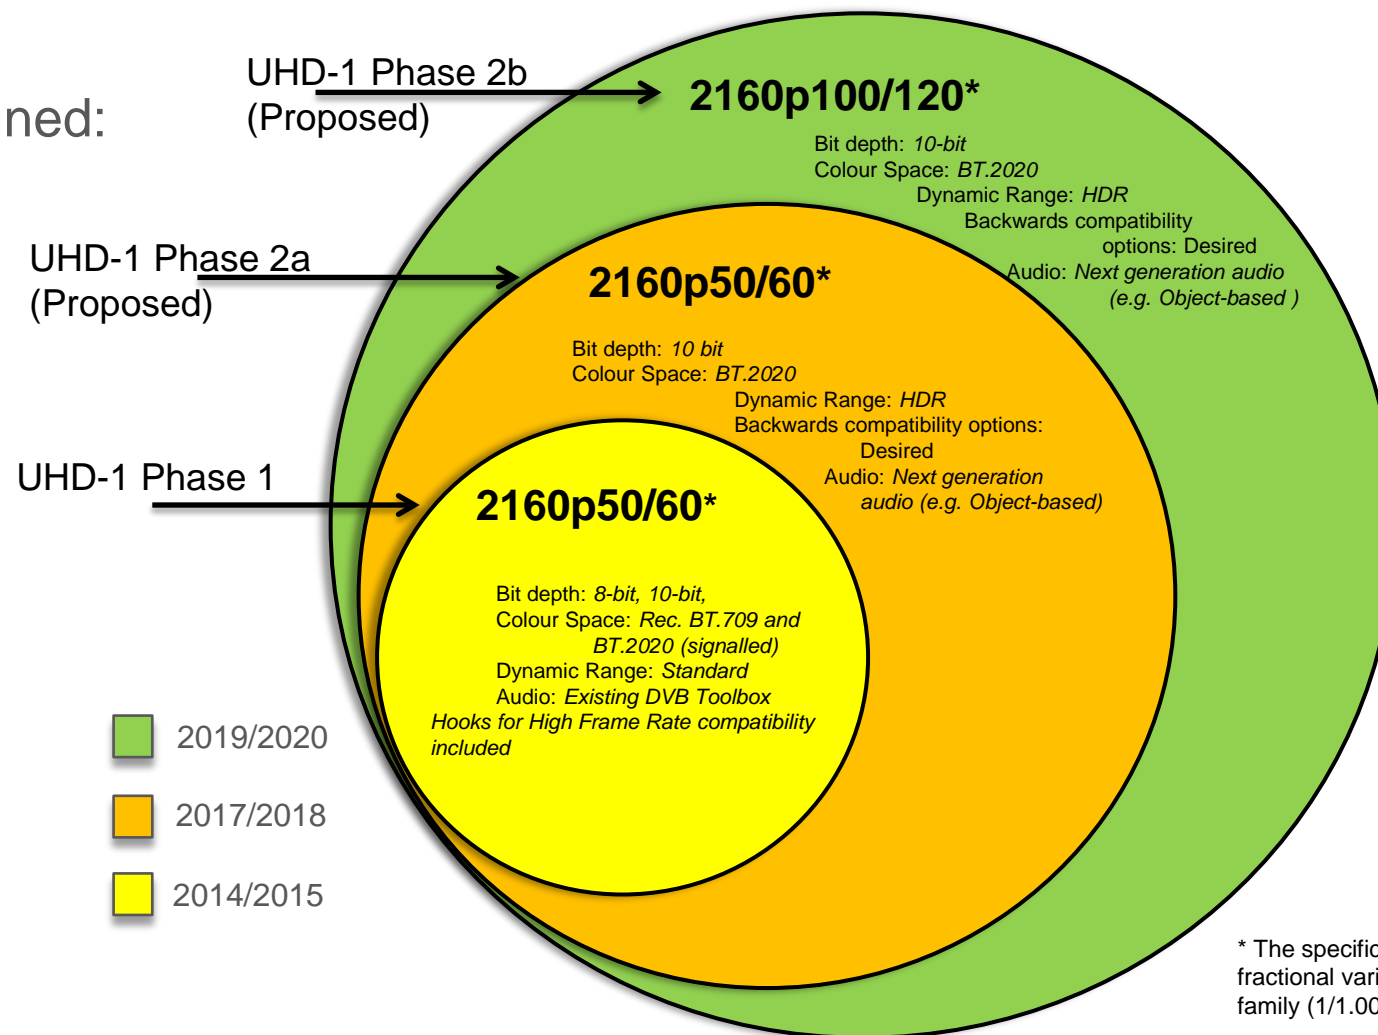 ned:
UHD-1 Phase 2b
(Proposed)
2160p100/120*
Bit depth: 10-bit
Colour Space: BT.2020
Dynamic Range: HDR
Backwards compatibility
options: Desired
Audio: Next generation audio
(e.g. Object-based )
UHD-1 Phase 2a
(Proposed)
2160p50/60*
Bit depth: 10 bit
Colour Space: BT.2020
Dynamic Range: HDR
Backwards compatibility options:
Desired
Audio: Next generation
audio (e.g. Object-based)
UHD-1 Phase 1
2160p50/60*
Bit depth: 8-bit, 10-bit,
Colour Space: Rec. BT.709 and
BT.2020 (signalled)
Dynamic Range: Standard
Audio: Existing DVB Toolbox
Hooks for High Frame Rate compatibility
included
2019/2020
2017/2018
2014/2015
* The specific
fractional vari
family (1/1.00